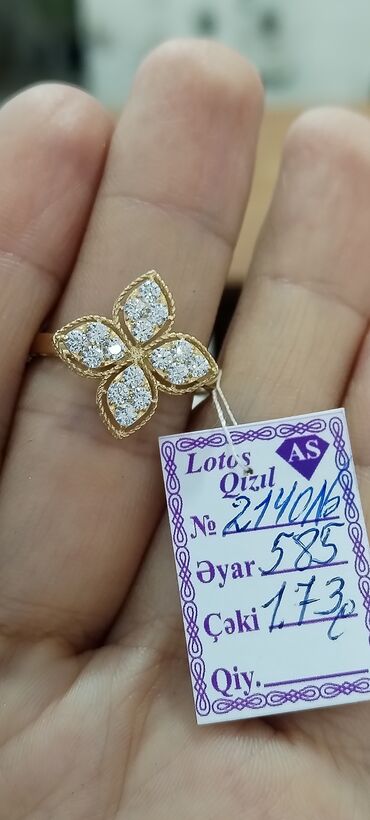 AS
Lotos
Qızıl
№ 2140№
Əyar. 585
Çəki 1.73
Qiy.